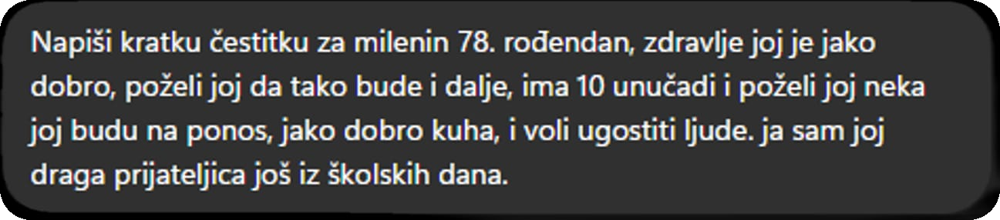 Napiši kratku čestitku za milenin 78. rođendan, zdravlje joj je jako
dobro, poželi joj da tako bude i dalje, ima 10 unučadi i poželi joj neka
joj budu na ponos, jako dobro kuha, i voli ugostiti ljude. ja sam joj
draga prijateljica još iz školskih dana.